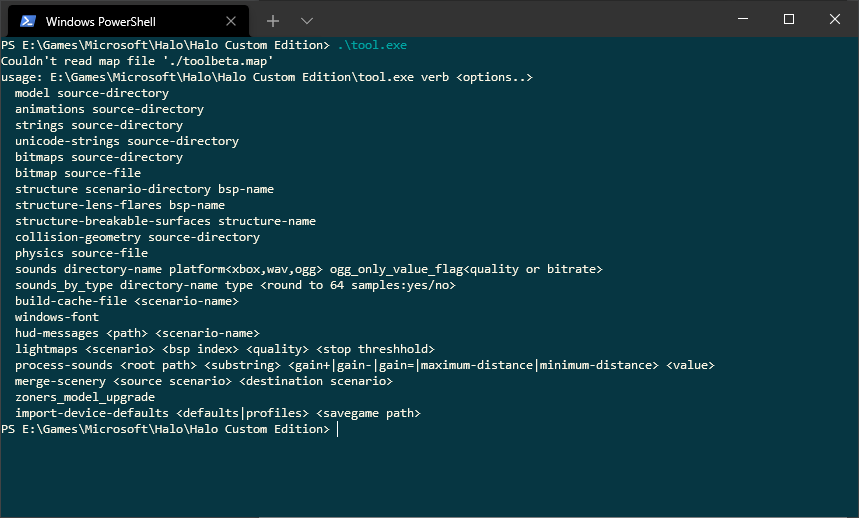 Windows PowerShell
PS E:\Games\Microsoft\Halo\Halo Custom Edition> .\tool.exe
Couldn't read map file './toolbeta.map'
usage: E:\Games\Microsoft\Halo\Halo Custom Edition\tool.exe verb <options..>
  model source-directory
  animations source-directory
  strings source-directory
  unicode-strings source-directory
  bitmaps source-directory
  bitmap source-file
  structure scenario-directory bsp-name
  structure-lens-flares bsp-name
  structure-breakable-surfaces structure-name
  collision-geometry source-directory
  physics source-file
  sounds directory-name platform<xbox,wav,ogg> ogg_only_value_flag<quality or bitrate>
  sounds_by_type directory-name type <round to 64 samples:yes/no>
  build-cache-file <scenario-name>
  windows-font
  hud-messages <path> <scenario-name>
  lightmaps <scenario> <bsp index> <quality> <stop threshhold>
  process-sounds <root path> <substring> <gain+|gain-|gain=|maximum-distance|minimum-distance> <value>
  merge-scenery <source scenario> <destination scenario>
  zoners_model_upgrade
  import-device-defaults <defaults|profiles> <savegame path>
PS E:\Games\Microsoft\Halo\Halo Custom Edition>